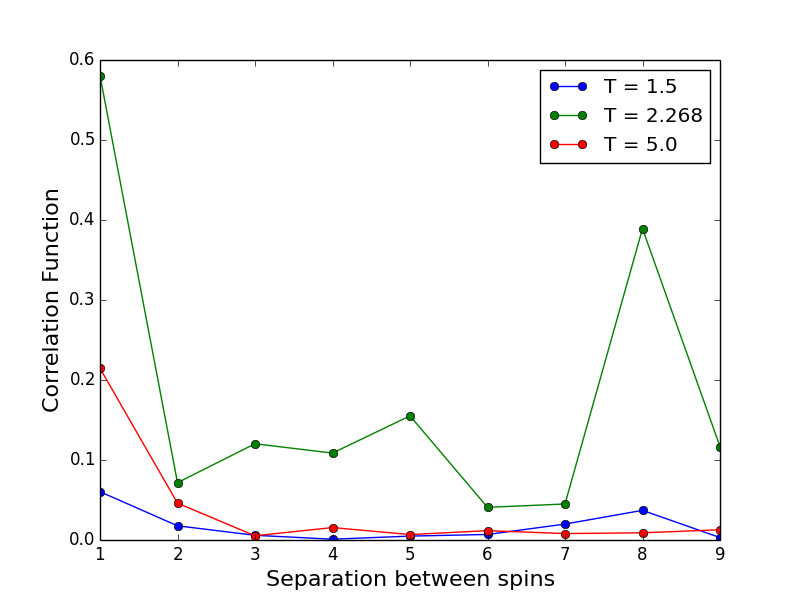 0.6
0.5
0.4
0.3
0.2
0.1
0.0
Correlation Function
T = 1.5
T = 2.268
T = 5.0
1 2 3 4 5 6 7 8 9
Separation between spins